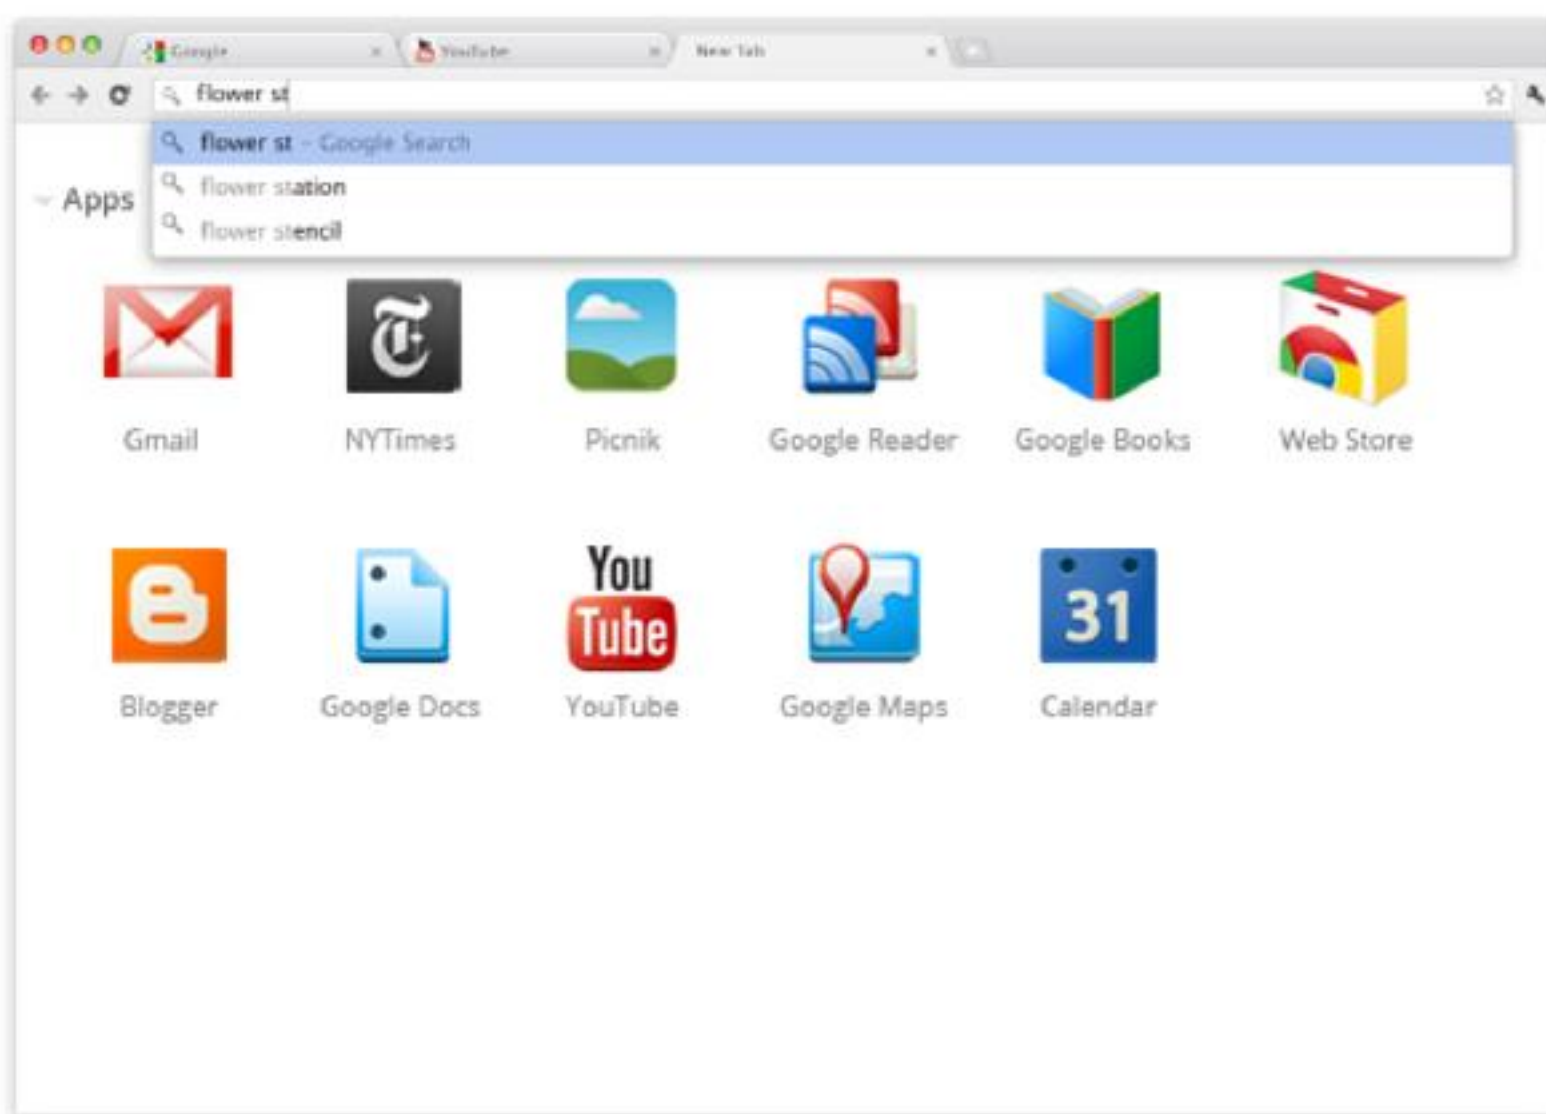 Google YouTube New Tab
flower st
flower st - Google Search
flower station
Apps
flower stencil
T
Gmail NYTimes Picnik Google Reader Google Books Web Store
You
Tube
31
Blogger Google Docs YouTube Google Maps Calendar